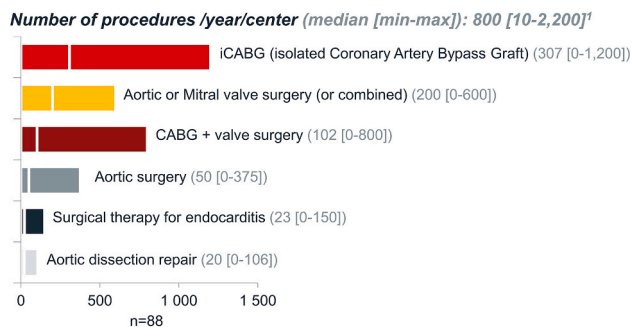 Number of procedures /year/center (median [min-max]): 800 [10-2,200]¹
iCABG (isolated Coronary Artery Bypass Graft) (307 [0-1,200])
Aortic or Mitral valve surgery (or combined) (200 [0-600])
CABG + valve surgery (102 [0-800])
Aortic surgery (50 [0-375])
Surgical therapy for endocarditis (23 [0-150])
Aortic dissection repair (20 [0-106])
0 500 1 000 1 500
n=88